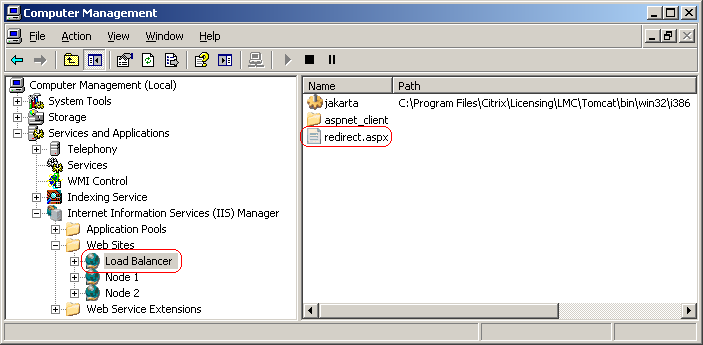 Computer Management
File Action View Window Help
Computer Management (Local)
System Tools
Storage
Services and Applications
Telephony
Services
WMI Control
Indexing Service
Internet Information Services (IIS) Manager
Application Pools
Web Sites
Load Balancer
Node 1
Node 2
Web Service Extensions
Name Path
jakarta C:\Program Files\Citrix\Licensing\LMC\Tomcat\bin\win32\i386
aspnet_client
redirect.aspx